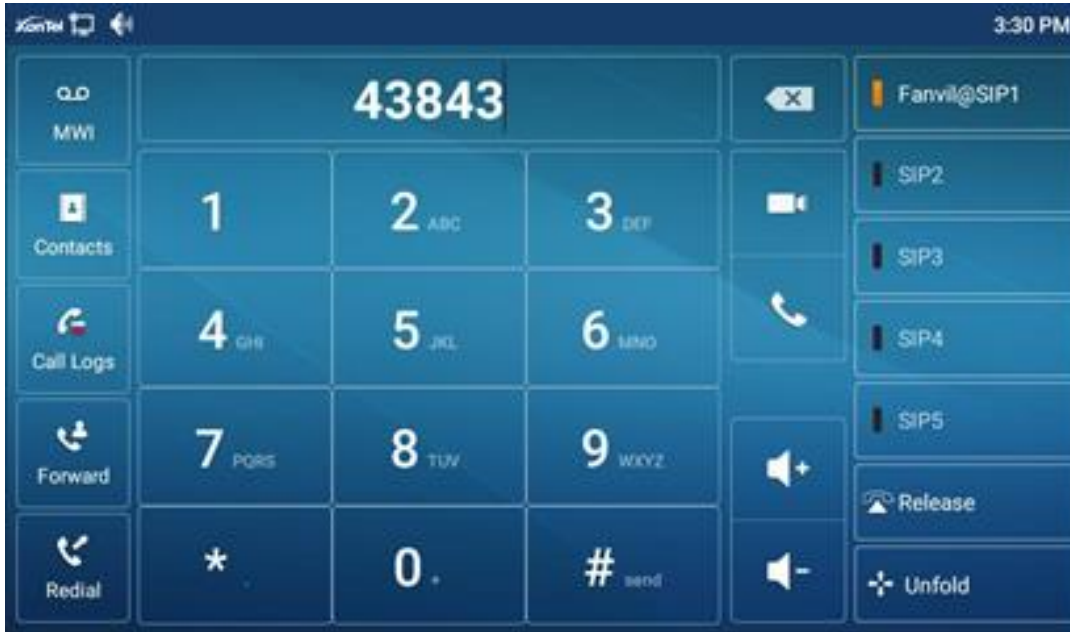 XonTel 3:30 PM
MWI
43843
Fanvil@SIP1
Contacts
1
2 ABC
3 DEF
SIP2
SIP3
Call Logs
4 GHI
5 JKL
6 MNO
SIP4
Forward
7 PQRS
8 TUV
9 WXYZ
SIP5
Release
Redial
* .
0 +
# send
Unfold